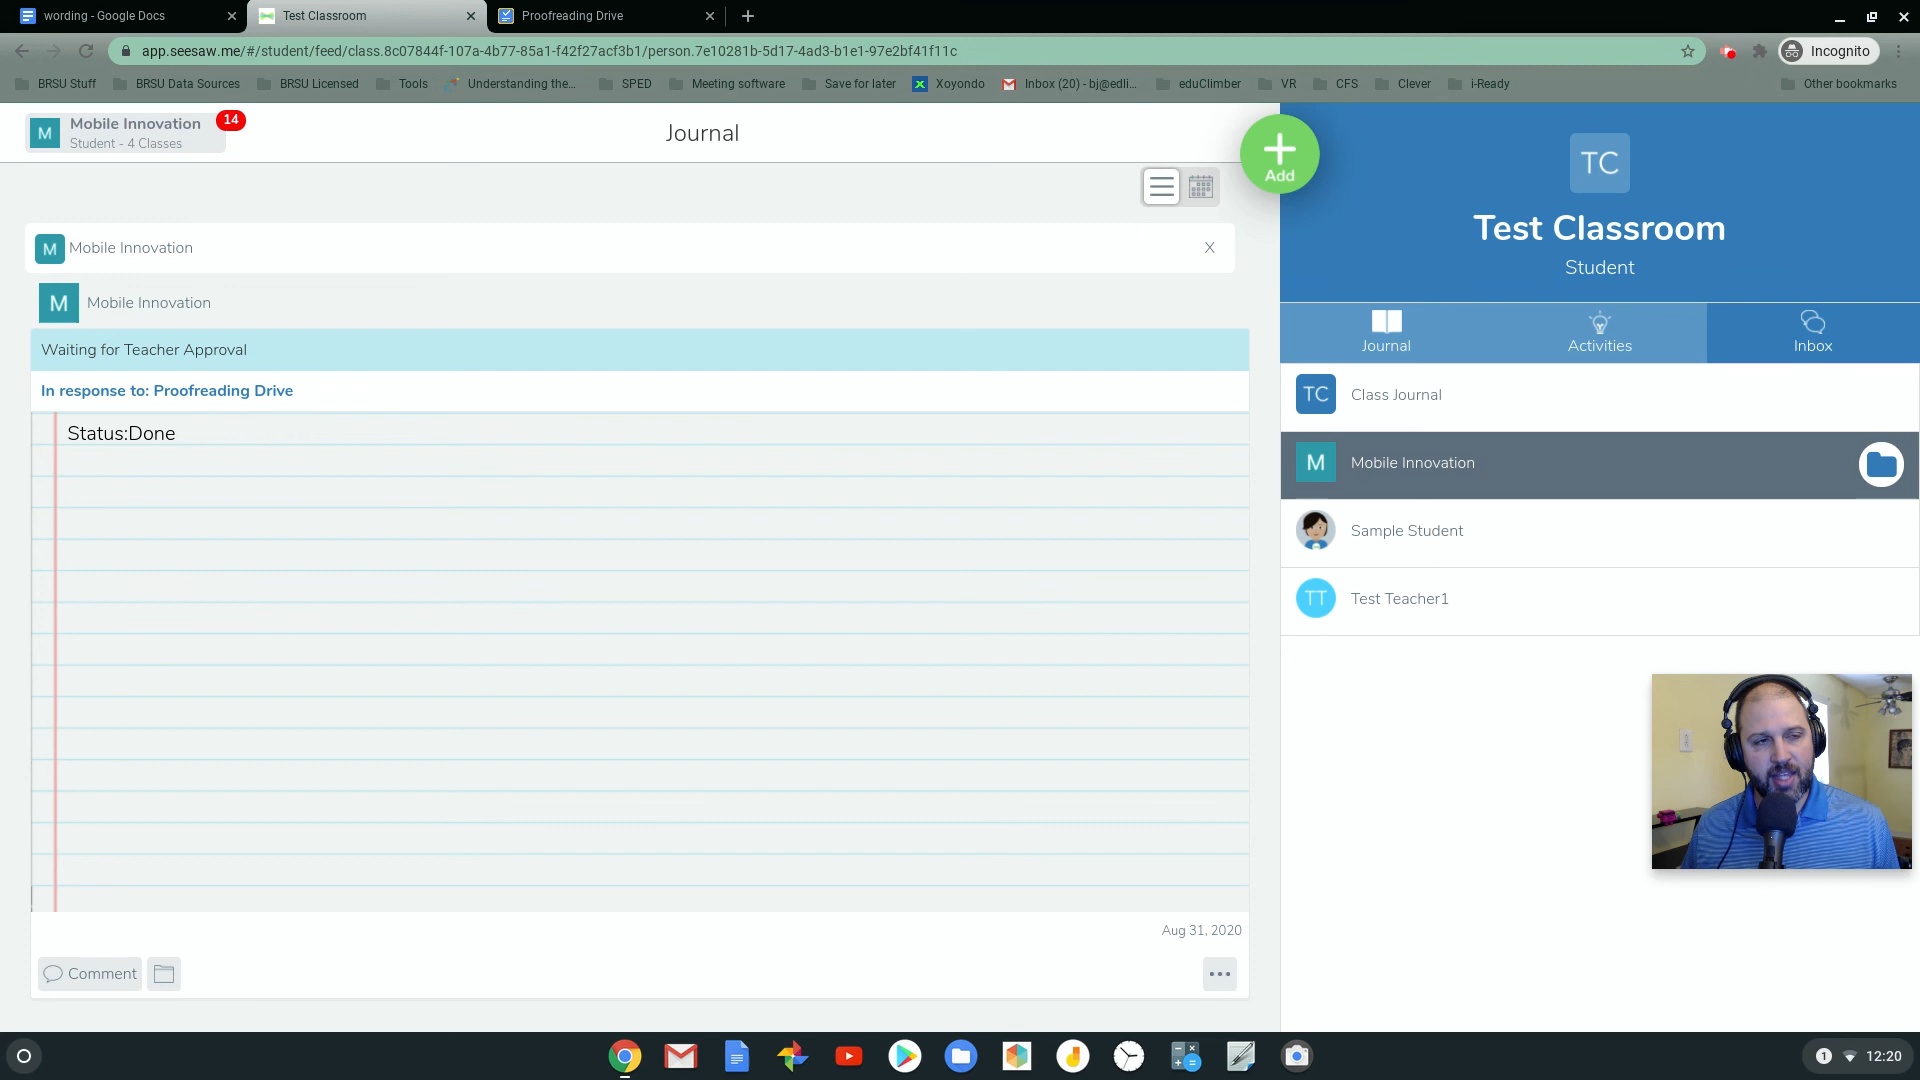 wording - Google Docs
Test Classroom
Proofreading Drive
app.seesaw.me/#/student/feed/class.8c07844f-107a-4b77-85a1-f42f27acf3b1/person.7e10281b-5d17-4ad3-b1e1-97e2bf41f11c
Incognito
BRSU Stuff
BRSU Data Sources
BRSU Licensed
Tools
Understanding the...
SPED
Meeting software
Save for later
Xoyondo
Inbox (20) - bj@edli...
eduClimber
VR
CFS
Clever
i-Ready
Other bookmarks
M
Mobile Innovation
14
Student - 4 Classes
Journal
Add
TC
Test Classroom
Student
Journal
Activities
Inbox
M Mobile Innovation
X
M Mobile Innovation
Waiting for Teacher Approval
In response to: Proofreading Drive
Status:Done
Aug 31, 2020
Comment
TC Class Journal
M Mobile Innovation
Sample Student
TT Test Teacher1
1
12:20